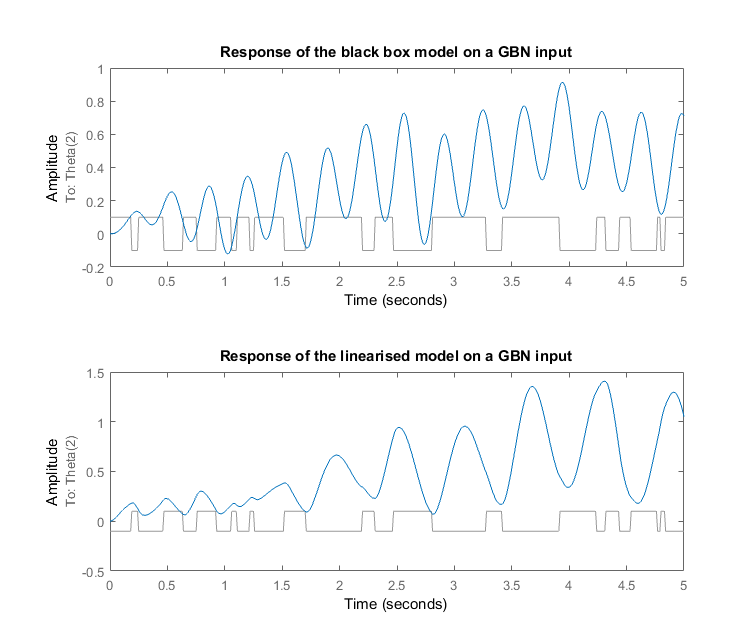 Response of the black box model on a GBN input
Amplitude
To: Theta(2)
1
0.8
0.6
0.4
0.2
0
-0.2
0 0.5 1 1.5 2 2.5 3 3.5 4 4.5 5
Time (seconds)
Response of the linearised model on a GBN input
Amplitude
To: Theta(2)
1.5
1
0.5
0
-0.5
0 0.5 1 1.5 2 2.5 3 3.5 4 4.5 5
Time (seconds)